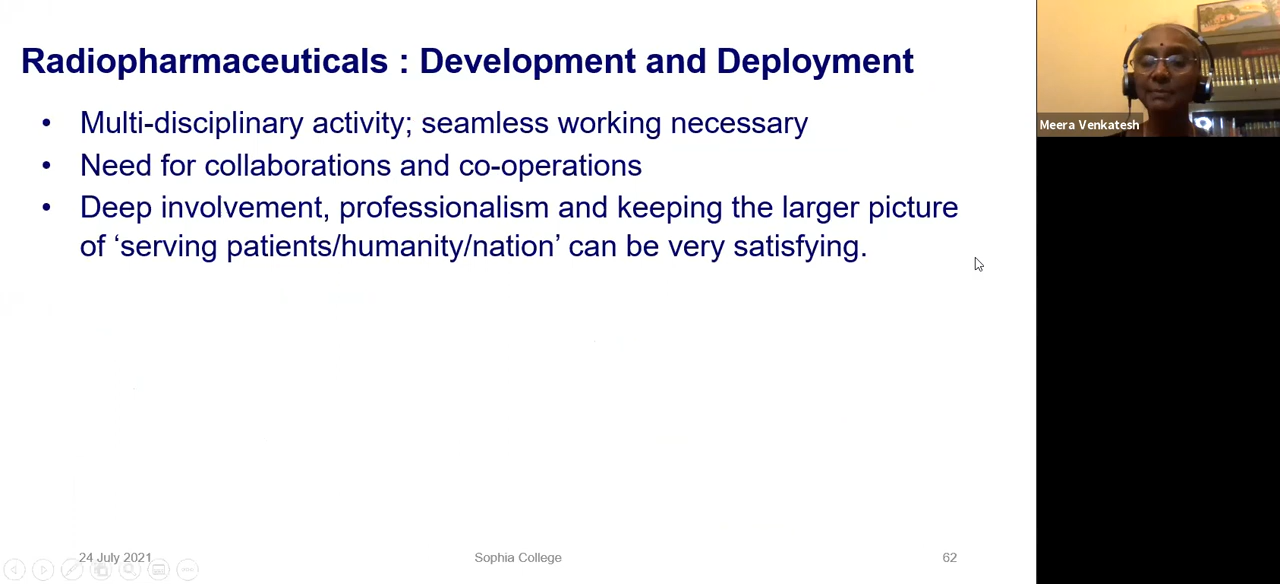 Radiopharmaceuticals : Development and Deployment
• Multi-disciplinary activity; seamless working necessary
• Need for collaborations and co-operations
• Deep involvement, professionalism and keeping the larger picture
of ‘serving patients/humanity/nation’ can be very satisfying.
Meera Venkatesh
24 July 2021 Sophia College 62